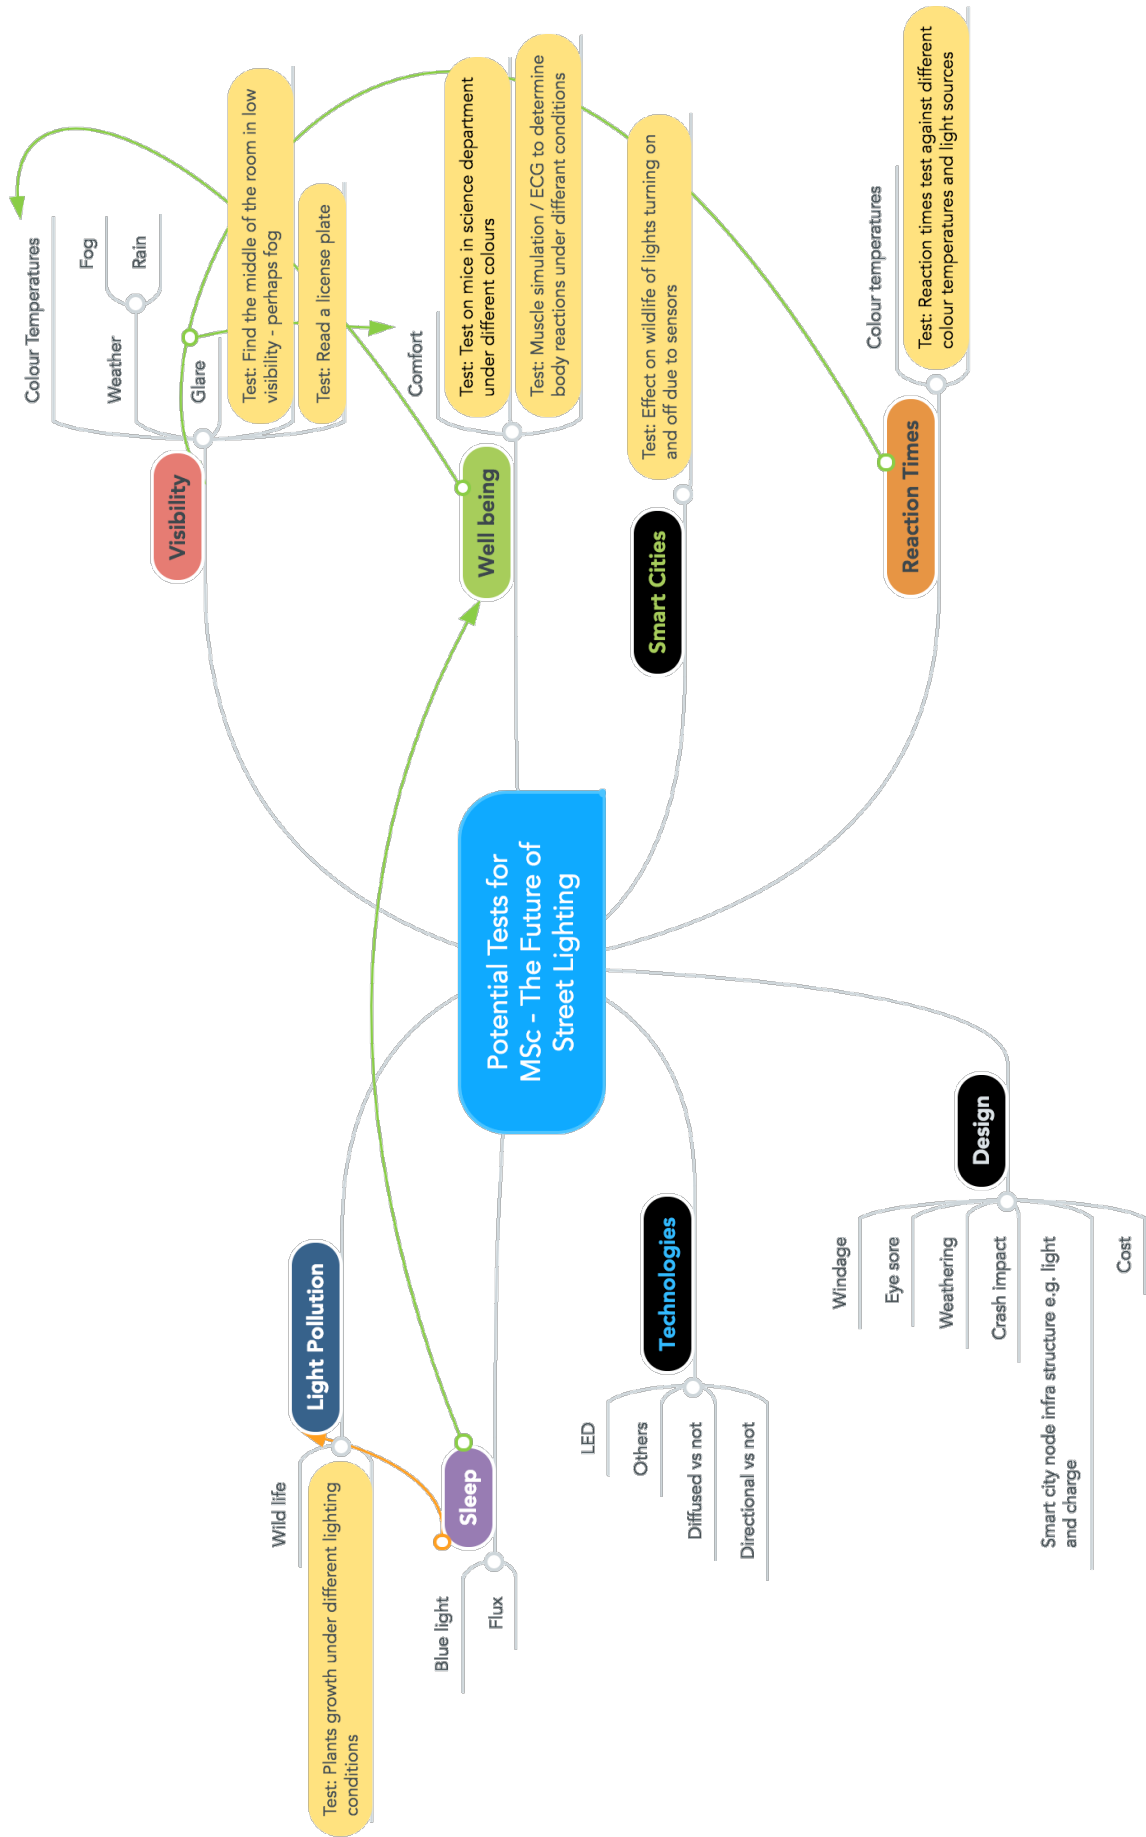 Potential Tests for
MSc - The Future of
Street Lighting
Visibility
Colour Temperatures
Weather
Fog
Rain
Glare
Test: Find the middle of the room in low
visibility - perhaps fog
Test: Read a license plate
Well being
Comfort
Test: Test on mice in science department
under different colours
Test: Muscle simulation / ECG to determine
body reactions under differant conditions
Smart Cities
Test: Effect on wildlife of lights turning on
and off due to sensors
Reaction Times
Colour temperatures
Test: Reaction times test against different
colour temperatures and light sources
Light Pollution
Wild life
Test: Plants growth under different lighting
conditions
Sleep
Blue light
Flux
Technologies
LED
Others
Diffused vs not
Directional vs not
Design
Windage
Eye sore
Weathering
Crash impact
Smart city node infra structure e.g. light
and charge
Cost